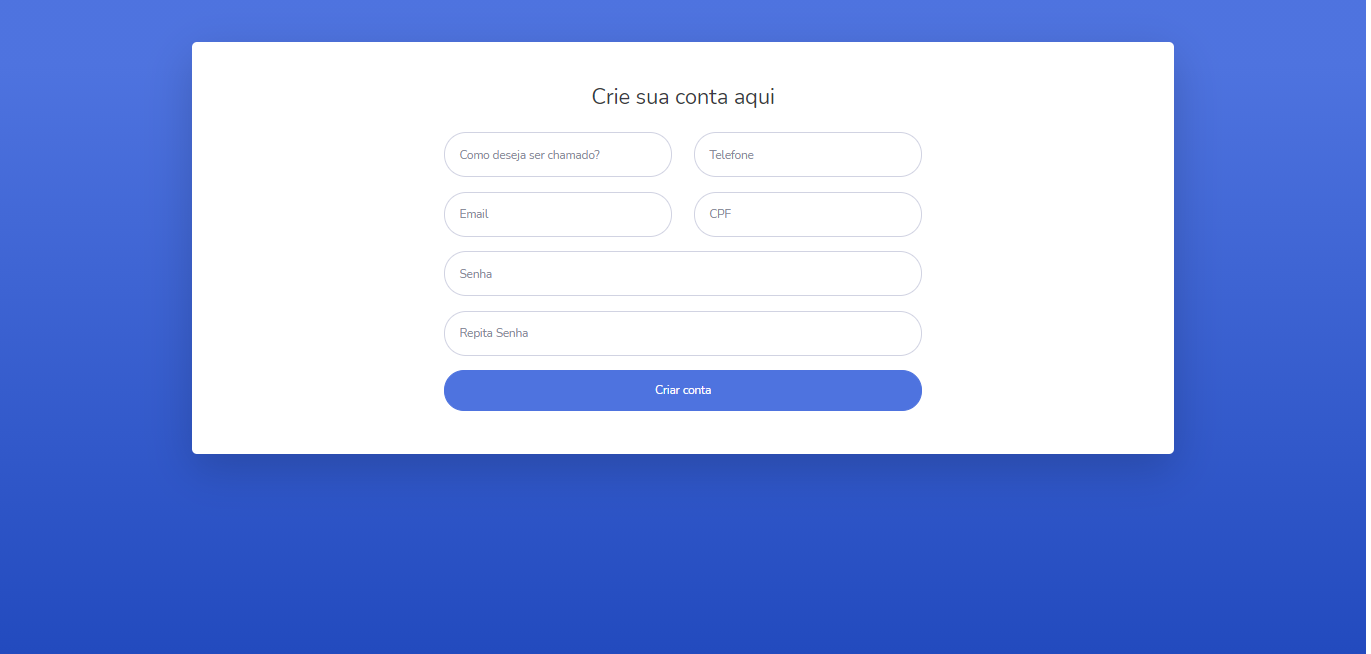 Crie sua conta aqui
Como deseja ser chamado?
Telefone
Email
CPF
Senha
Repita Senha
Criar conta